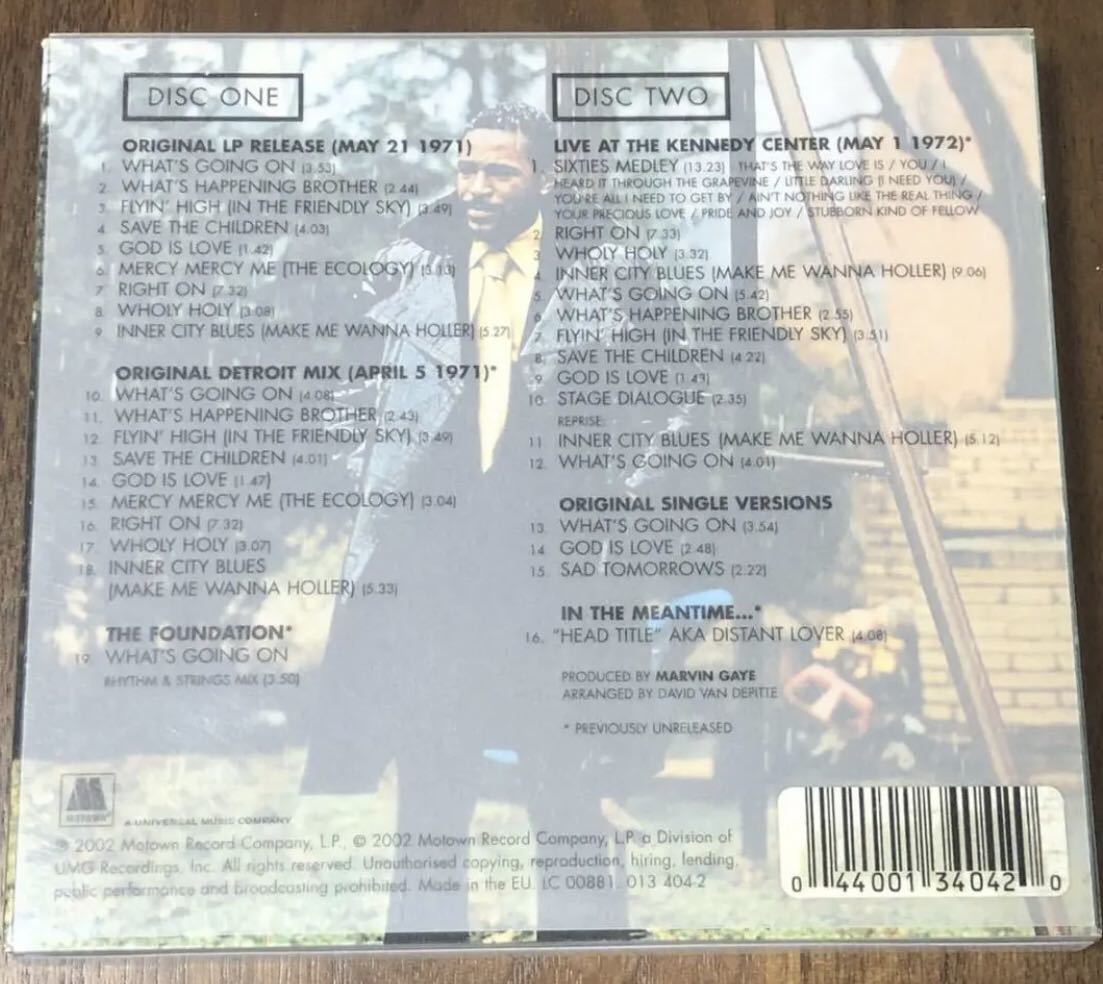 DISC ONE
ORIGINAL LP RELEASE (MAY 21 1971)
1. WHAT'S GOING ON (3.53)
2. WHAT'S HAPPENING BROTHER (2.44)
3. FLYIN' HIGH (IN THE FRIENDLY SKY) (3.49)
4. SAVE THE CHILDREN (4.03)
5. GOD IS LOVE (1.42)
6. MERCY MERCY ME (THE ECOLOGY) (3.13)
7. RIGHT ON (7.32)
8. WHOLY HOLY (3.08)
9. INNER CITY BLUES (MAKE ME WANNA HOLLER) (5.27)
ORIGINAL DETROIT MIX (APRIL 5 1971)*
10. WHAT'S GOING ON (4.08)
11. WHAT'S HAPPENING BROTHER (2.43)
12. FLYIN' HIGH (IN THE FRIENDLY SKY) (3.49)
13. SAVE THE CHILDREN (4.01)
14. GOD IS LOVE (1.47)
15. MERCY MERCY ME (THE ECOLOGY) (3.04)
16. RIGHT ON (7.32)
17. WHOLY HOLY (3.07)
18. INNER CITY BLUES
(MAKE ME WANNA HOLLER) (5.33)
THE FOUNDATION*
19. WHAT'S GOING ON
RHYTHM & STRINGS MIX (3.50)
DISC TWO
LIVE AT THE KENNEDY CENTER (MAY 1 1972)*
1. SIXTIES MEDLEY (13.23) THAT'S THE WAY LOVE IS / YOU / I
HEARD IT THROUGH THE GRAPEVINE / LITTLE DARLING (I NEED YOU) /
YOU'RE ALL I NEED TO GET BY / AIN'T NOTHING LIKE THE REAL THING /
YOUR PRECIOUS LOVE / PRIDE AND JOY / STUBBORN KIND OF FELLOW
2. RIGHT ON (7.33)
3. WHOLY HOLY (3.32)
4. INNER CITY BLUES (MAKE ME WANNA HOLLER) (9.06)
5. WHAT'S GOING ON (5.42)
6. WHAT'S HAPPENING BROTHER (2.55)
7. FLYIN' HIGH (IN THE FRIENDLY SKY) (3.51)
8. SAVE THE CHILDREN (4.22)
9. GOD IS LOVE (1.43)
10. STAGE DIALOGUE (2.35)
REPRISE:
11. INNER CITY BLUES (MAKE ME WANNA HOLLER) (5.12)
12. WHAT'S GOING ON (4.01)
ORIGINAL SINGLE VERSIONS
13. WHAT'S GOING ON (3.54)
14. GOD IS LOVE (2.48)
15. SAD TOMORROWS (2.22)
IN THE MEANTIME...*
16. "HEAD TITLE" AKA DISTANT LOVER (4.08)
PRODUCED BY MARVIN GAYE
ARRANGED BY DAVID VAN DEPITTE
* PREVIOUSLY UNRELEASED
MOTOWN
A UNIVERSAL MUSIC COMPANY
℗ 2002 Motown Record Company, L.P., © 2002 Motown Record Company, L.P. a Division of
UMG Recordings, Inc. All rights reserved. Unauthorised copying, reproduction, hiring, lending,
public performance and broadcasting prohibited. Made in the EU. LC 00881. 013 404-2
0 44001 34042 0